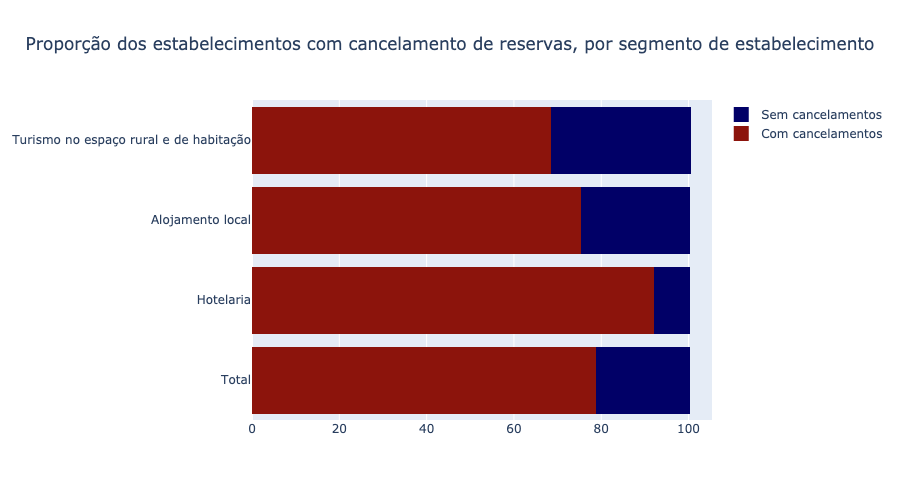 Proporção dos estabelecimentos com cancelamento de reservas, por segmento de estabelecimento
Sem cancelamentos
Com cancelamentos
Turismo no espaço rural e de habitação
Alojamento local
Hotelaria
Total
0 20 40 60 80 100